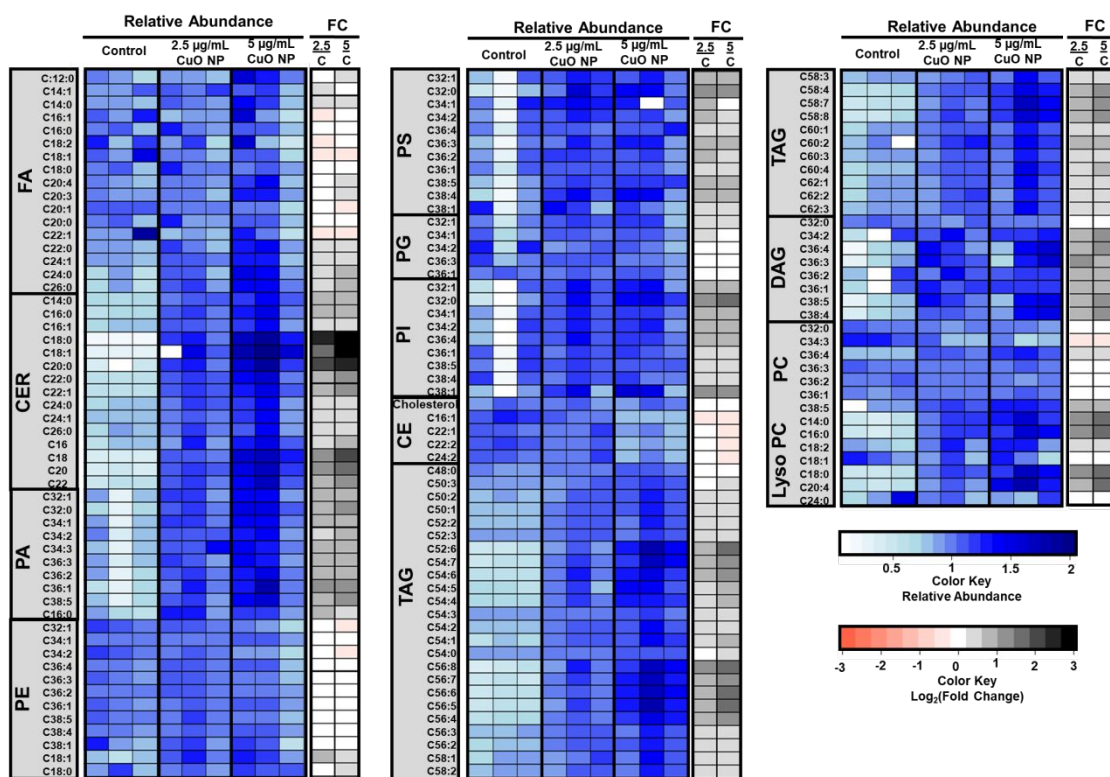 Relative Abundance
FC
Control
2.5 µg/mL
CuO NP
5 µg/mL
CuO NP
2.5
C
5
C
FA
C:12:0
C14:1
C14:0
C16:1
C16:0
C18:2
C18:1
C18:0
C20:4
C20:3
C20:1
C20:0
C22:1
C22:0
C24:1
C24:0
C26:0
CER
C14:0
C16:0
C16:1
C18:0
C18:1
C20:0
C22:0
C22:1
C24:0
C24:1
C26:0
C16
C18
C20
C22
PA
C32:1
C32:0
C34:1
C34:2
C34:3
C36:3
C36:2
C36:1
C38:5
C16:0
PE
C32:1
C34:1
C34:2
C36:4
C36:3
C36:2
C36:1
C38:5
C38:4
C38:1
C18:1
C18:0
Relative Abundance
FC
Control
2.5 µg/mL
CuO NP
5 µg/mL
CuO NP
2.5
C
5
C
PS
C32:1
C32:0
C34:1
C34:2
C36:4
C36:3
C36:2
C36:1
C38:5
C38:4
C38:1
PG
C32:1
C34:1
C34:2
C36:3
C36:1
PI
C32:1
C32:0
C34:1
C34:2
C36:4
C36:1
C38:5
C38:4
C38:1
CE
Cholesterol
C16:1
C22:1
C22:2
C24:2
TAG
C48:0
C50:3
C50:2
C50:1
C52:2
C52:3
C52:6
C54:7
C54:6
C54:5
C54:4
C54:3
C54:2
C54:1
C54:0
C56:8
C56:7
C56:6
C56:5
C56:4
C56:3
C56:2
C58:1
C58:2
Relative Abundance
FC
Control
2.5 µg/mL
CuO NP
5 µg/mL
CuO NP
2.5
C
5
C
TAG
C58:3
C58:4
C58:7
C58:8
C60:1
C60:2
C60:3
C60:4
C62:1
C62:2
C62:3
DAG
C32:0
C34:2
C36:4
C36:3
C36:2
C36:1
C38:5
C38:4
PC
C32:0
C34:3
C36:4
C36:3
C36:2
C36:1
C38:5
Lyso PC
C14:0
C16:0
C18:2
C18:1
C18:0
C20:4
C24:0
0.5 1 1.5 2
Color Key
Relative Abundance
-3 -2 -1 0 1 2 3
Color Key
Log2(Fold Change)